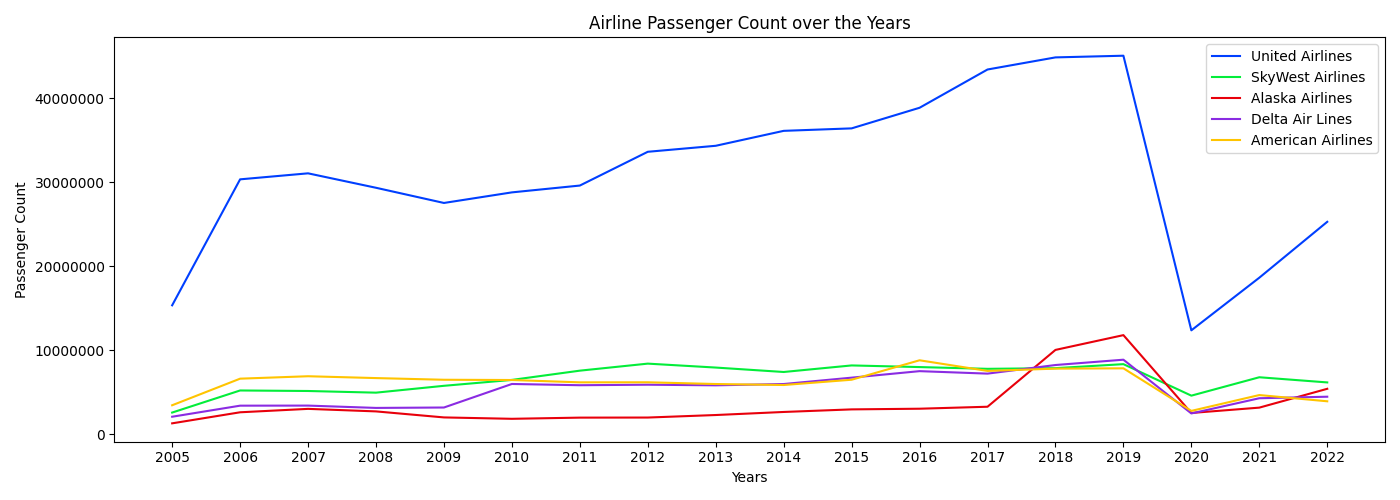 Airline Passenger Count over the Years
United Airlines
SkyWest Airlines
Alaska Airlines
Delta Air Lines
American Airlines
Passenger Count
40000000
30000000
20000000
10000000
0
2005 2006 2007 2008 2009 2010 2011 2012 2013 2014 2015 2016 2017 2018 2019 2020 2021 2022
Years